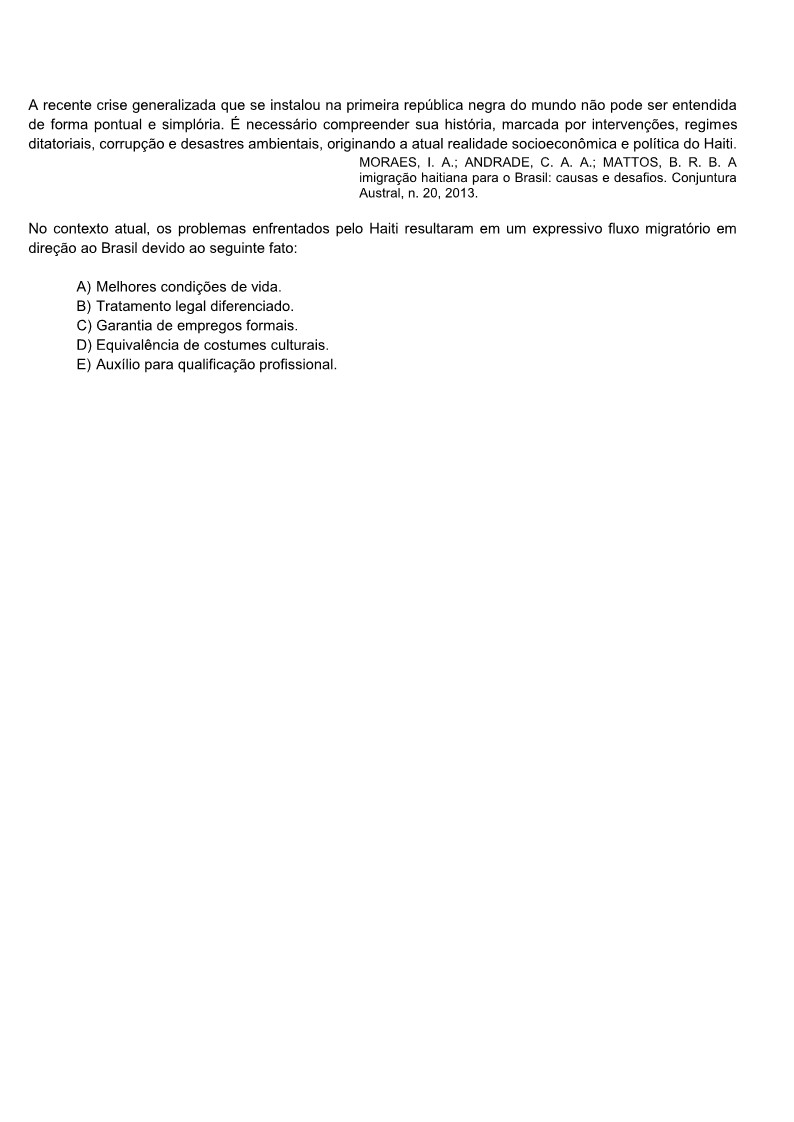 A recente crise generalizada que se instalou na primeira república negra do mundo não pode ser entendida
de forma pontual e simplória. É necessário compreender sua história, marcada por intervenções, regimes
ditatoriais, corrupção e desastres ambientais, originando a atual realidade socioeconômica e política do Haiti.
MORAES, I. A.; ANDRADE, C. A. A.; MATTOS, B. R. B. A
imigração haitiana para o Brasil: causas e desafios. Conjuntura
Austral, n. 20, 2013.
No contexto atual, os problemas enfrentados pelo Haiti resultaram em um expressivo fluxo migratório em
direção ao Brasil devido ao seguinte fato:
A) Melhores condições de vida.
B) Tratamento legal diferenciado.
C) Garantia de empregos formais.
D) Equivalência de costumes culturais.
E) Auxílio para qualificação profissional.